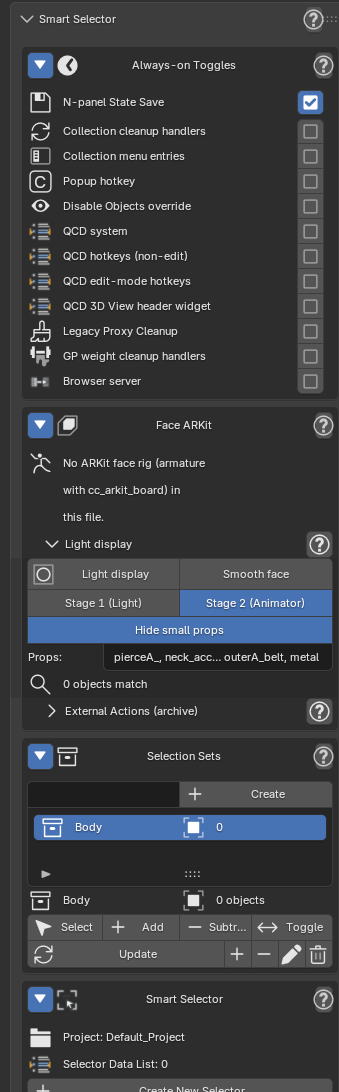 Smart Selector
Always-on Toggles
N-panel State Save
Collection cleanup handlers
Collection menu entries
Popup hotkey
Disable Objects override
QCD system
QCD hotkeys (non-edit)
QCD edit-mode hotkeys
QCD 3D View header widget
Legacy Proxy Cleanup
GP weight cleanup handlers
Browser server
Face ARKit
No ARKit face rig (armature
with cc_arkit_board) in
this file.
Light display
Light display Smooth face
Stage 1 (Light) Stage 2 (Animator)
Hide small props
Props: pierceA_, neck_acc... outerA_belt, metal
0 objects match
External Actions (archive)
Selection Sets
Create
Body 0
Body 0 objects
Select Add Subtr... Toggle
Update
Smart Selector
Project: Default_Project
Selector Data List: 0
Create New Selector